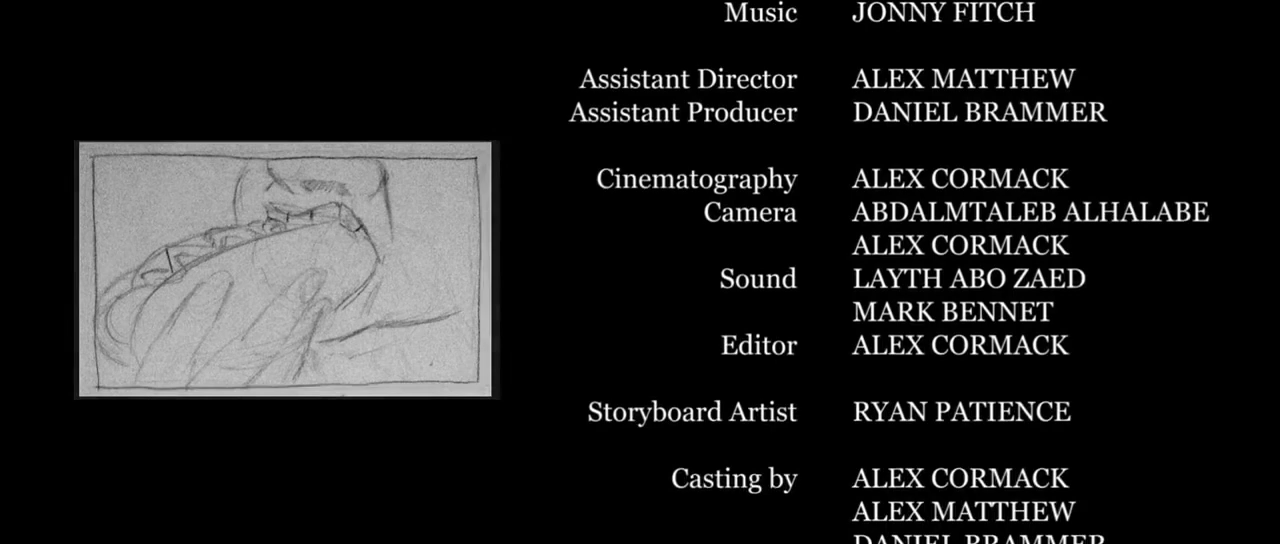 Music JONNY FITCH
Assistant Director ALEX MATTHEW
Assistant Producer DANIEL BRAMMER
Cinematography ALEX CORMACK
Camera ABDALMTALEB ALHALABE
ALEX CORMACK
Sound LAYTH ABO ZAED
MARK BENNET
Editor ALEX CORMACK
Storyboard Artist RYAN PATIENCE
Casting by ALEX CORMACK
ALEX MATTHEW
DANIEL BRAMMER